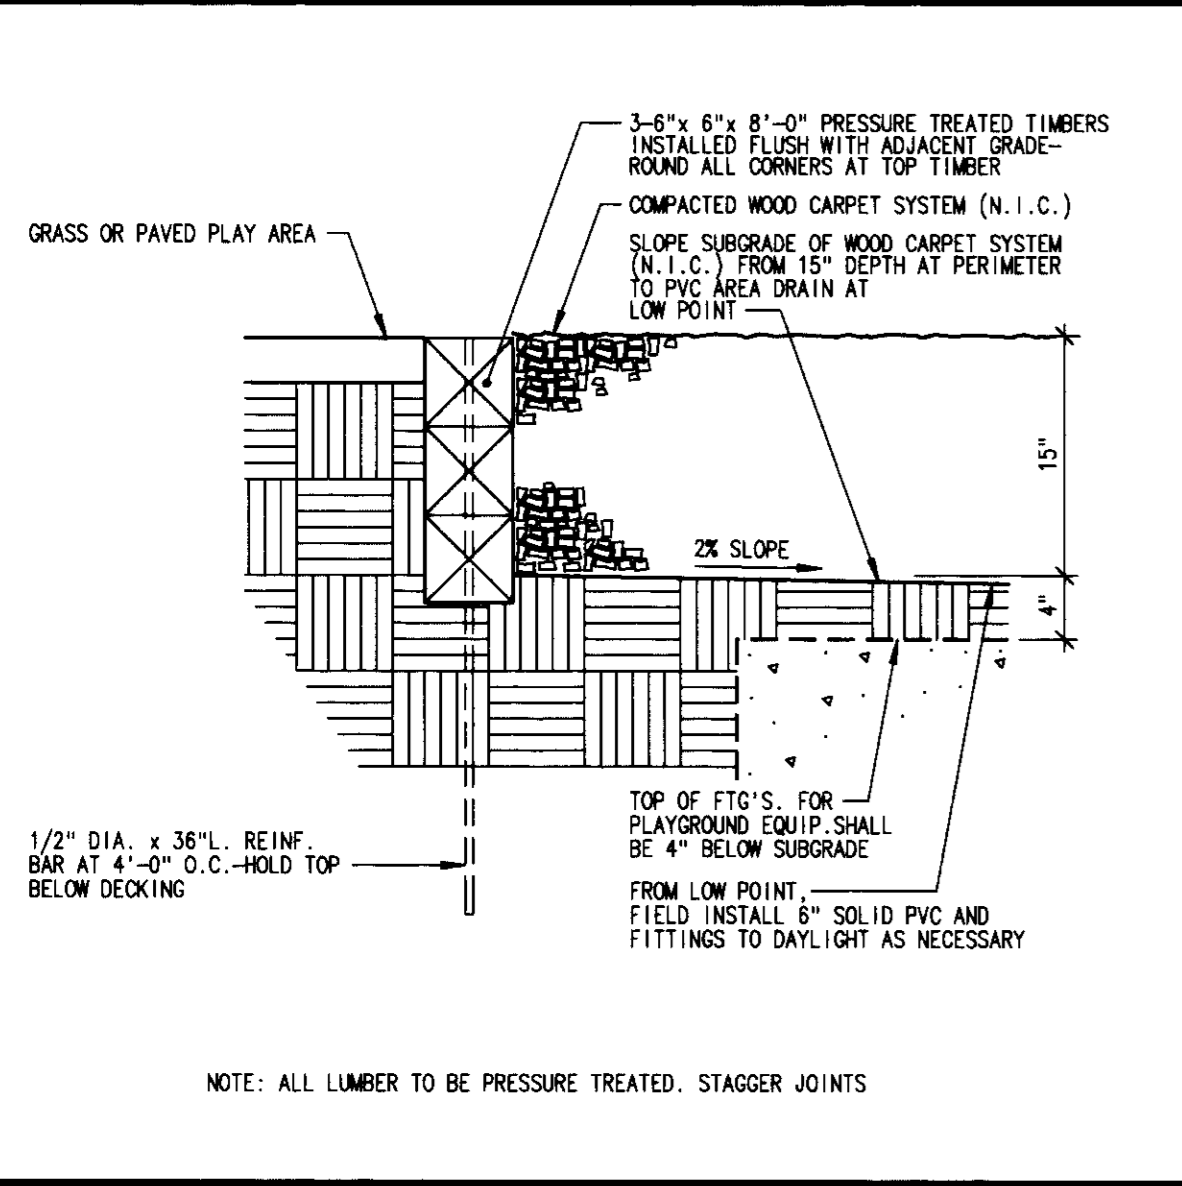 3-6"x 6"x 8'-0" PRESSURE TREATED TIMBERS
INSTALLED FLUSH WITH ADJACENT GRADE-
ROUND ALL CORNERS AT TOP TIMBER
COMPACTED WOOD CARPET SYSTEM (N.I.C.)
GRASS OR PAVED PLAY AREA
SLOPE SUBGRADE OF WOOD CARPET SYSTEM
(N.I.C.) FROM 15" DEPTH AT PERIMETER
TO PVC AREA DRAIN AT
LOW POINT
15"
2% SLOPE
4"
TOP OF FTG'S. FOR
PLAYGROUND EQUIP.SHALL
BE 4" BELOW SUBGRADE
1/2" DIA. x 36"L. REINF.
BAR AT 4'-0" O.C.-HOLD TOP
BELOW DECKING
FROM LOW POINT,
FIELD INSTALL 6" SOLID PVC AND
FITTINGS TO DAYLIGHT AS NECESSARY
NOTE: ALL LUMBER TO BE PRESSURE TREATED. STAGGER JOINTS